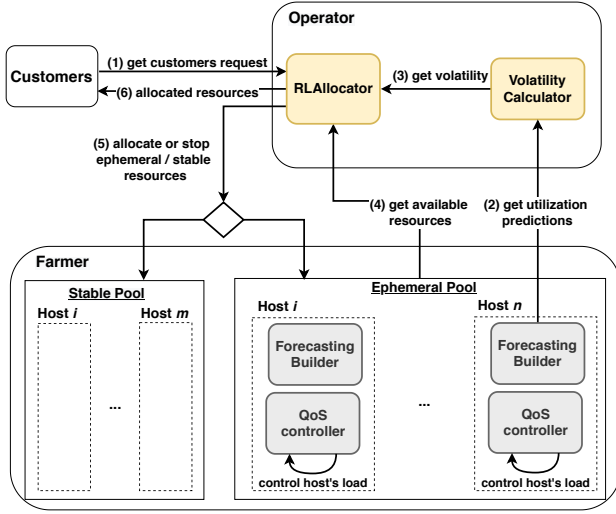 Operator
Customers
(1) get customers request
(6) allocated resources
RLAllocator
(3) get volatility
Volatility
Calculator
(5) allocate or stop
ephemeral / stable
resources
(4) get available
resources
(2) get utilization
predictions
Farmer
Stable Pool
Host i
Host m
...
Ephemeral Pool
Host i
Forecasting
Builder
QoS
controller
control host's load
...
Host n
Forecasting
Builder
QoS
controller
control host's load